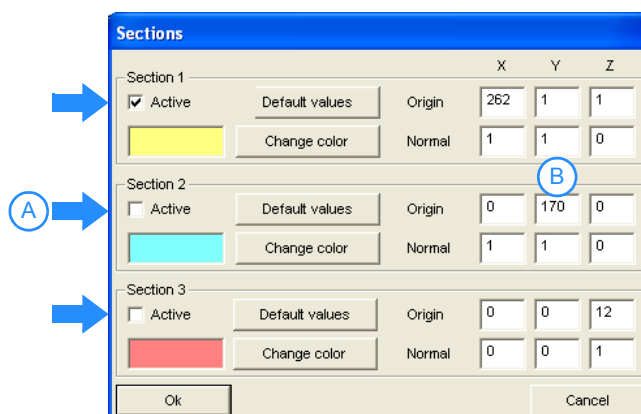 Sections
X Y Z
Section 1
Active Default values Origin 262 1 1
Change color Normal 1 1 0
Section 2 B
A Active Default values Origin 0 170 0
Change color Normal 1 1 0
Section 3
Active Default values Origin 0 0 12
Change color Normal 0 0 1
Ok Cancel